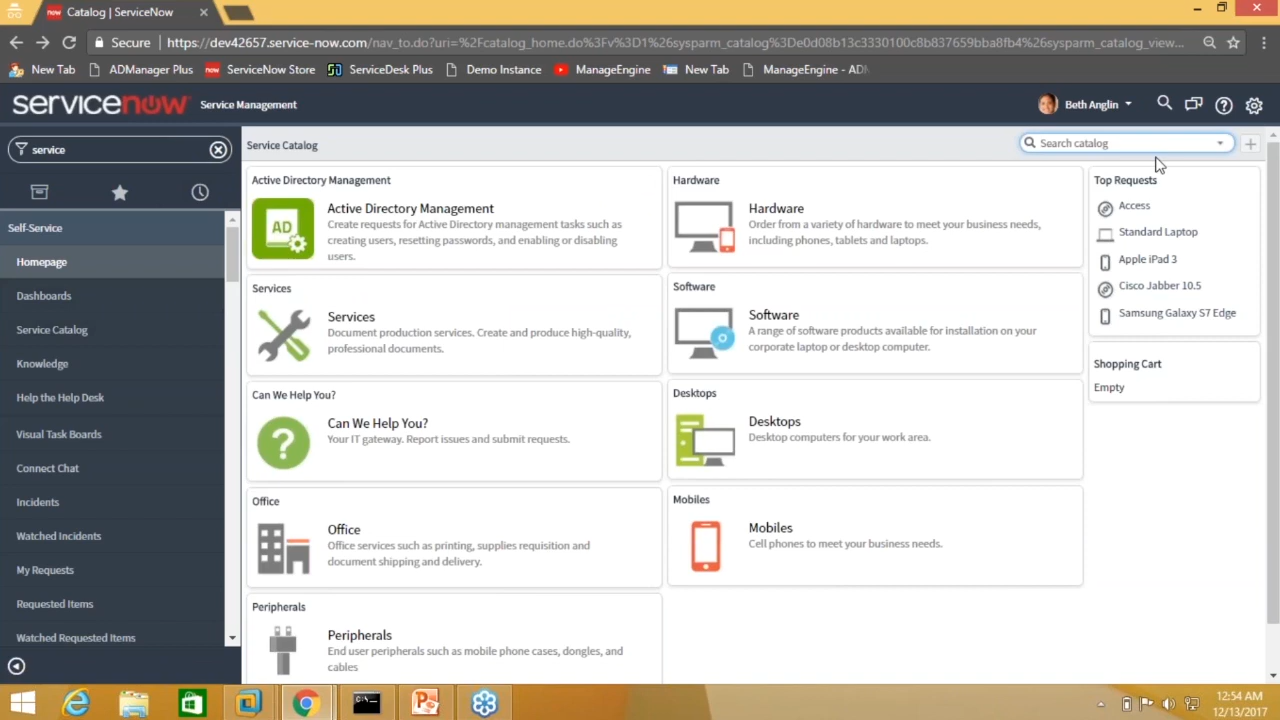 Catalog | ServiceNow
Secure
https://dev42657.service-now.com/nav_to.do?uri=%2Fcatalog_home.do%3Fv%3D1%26sysparm_catalog%3De0d08b13c3330100c8b837659bba8fb4%26sysparm_catalog_view...
New Tab
ADManager Plus
now
ServiceNow Store
ServiceDesk Plus
Demo Instance
ManageEngine
New Tab
ManageEngine - ADM
servicenow
Service Management
Beth Anglin
service
Self-Service
Homepage
Dashboards
Service Catalog
Knowledge
Help the Help Desk
Visual Task Boards
Connect Chat
Incidents
Watched Incidents
My Requests
Requested Items
Watched Requested Items
Service Catalog
Search catalog
Active Directory Management
AD
Active Directory Management
Create requests for Active Directory management tasks such as
creating users, resetting passwords, and enabling or disabling
users.
Services
Services
Document production services. Create and produce high-quality,
professional documents.
Can We Help You?
Can We Help You?
Your IT gateway. Report issues and submit requests.
Office
Office
Office services such as printing, supplies requisition and
document shipping and delivery.
Peripherals
Peripherals
End user peripherals such as mobile phone cases, dongles, and
cables
Hardware
Hardware
Order from a variety of hardware to meet your business needs,
including phones, tablets and laptops.
Software
Software
A range of software products available for installation on your
corporate laptop or desktop computer.
Desktops
Desktops
Desktop computers for your work area.
Mobiles
Mobiles
Cell phones to meet your business needs.
Top Requests
Access
Standard Laptop
Apple iPad 3
Cisco Jabber 10.5
Samsung Galaxy S7 Edge
Shopping Cart
Empty
12:54 AM
12/13/2017